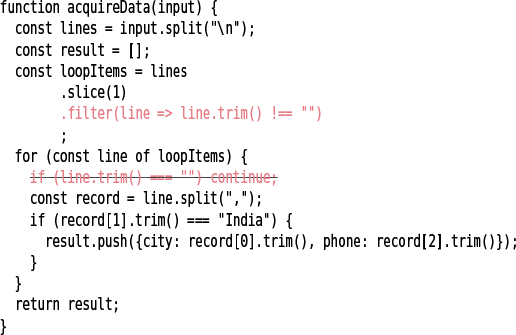 function acquireData(input) {
  const lines = input.split("\n");
  const result = [];
  const loopItems = lines
        .slice(1)
        .filter(line => line.trim() !== "")
        ;
  for (const line of loopItems) {
    if (line.trim() === "") continue;
    const record = line.split(",");
    if (record[1].trim() === "India") {
      result.push({city: record[0].trim(), phone: record[2].trim()});
    }
  }
  return result;
}